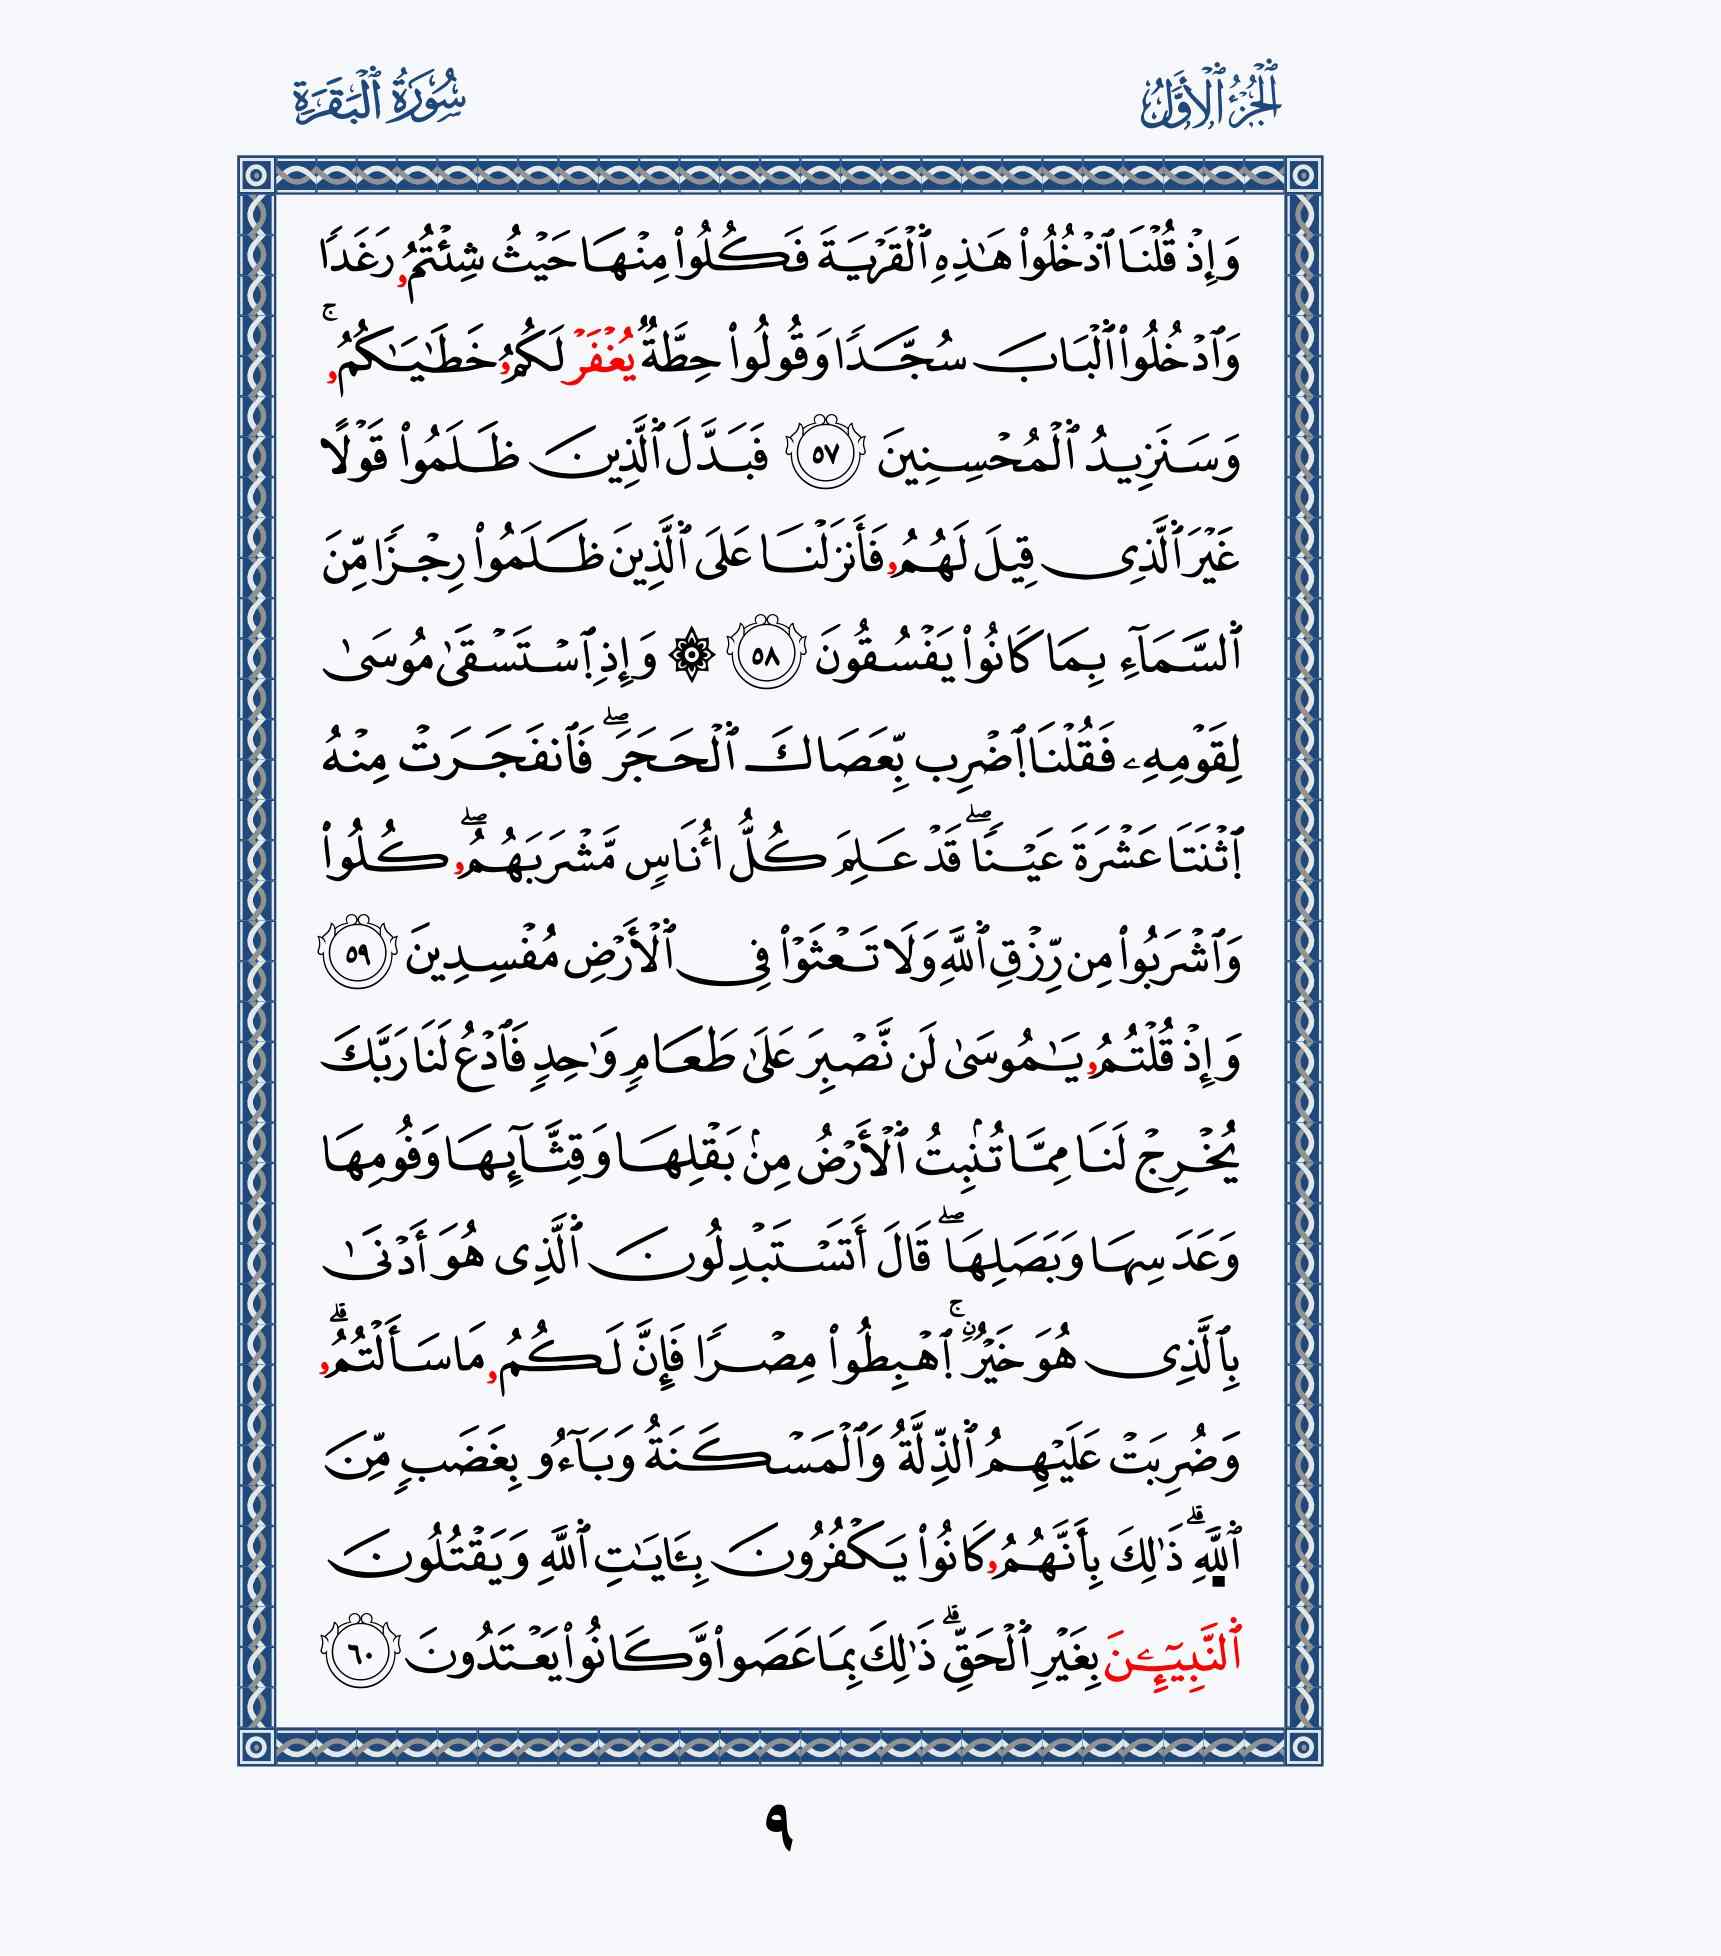 الجُزْءُ ٱلْأَوَّلُ
سُورَةُ ٱلْبَقَرَةِ
وَإِذْ قُلْنَا ٱدْخُلُوا۟ هَـٰذِهِ ٱلْقَرْيَةَ فَكُلُوا۟ مِنْهَا حَيْثُ شِئْتُمُۥ رَغَدًا
وَٱدْخُلُوا۟ ٱلْبَابَ سُجَّدًا وَقُولُوا۟ حِطَّةٌ يُغْفَرْ لَكُمُۥ خَطَـٰيَـٰكُمُۥ ۚ
وَسَنَزِيدُ ٱلْمُحْسِنِينَ ٥٧ فَبَدَّلَ ٱلَّذِينَ ظَلَمُوا۟ قَوْلًا
غَيْرَ ٱلَّذِى قِيلَ لَهُمُۥ فَأَنزَلْنَا عَلَى ٱلَّذِينَ ظَلَمُوا۟ رِجْزًا مِّنَ
ٱلسَّمَآءِ بِمَا كَانُوا۟ يَفْسُقُونَ ٥٨ ۞ وَإِذِ ٱسْتَسْقَىٰ مُوسَىٰ
لِقَوْمِهِۦ فَقُلْنَا ٱضْرِب بِّعَصَاكَ ٱلْحَجَرَ ۖ فَٱنفَجَرَتْ مِنْهُ
ٱثْنَتَا عَشْرَةَ عَيْنًا ۖ قَدْ عَلِمَ كُلُّ أُنَاسٍ مَّشْرَبَهُمُۥ ۖ كُلُوا۟
وَٱشْرَبُوا۟ مِن رِّزْقِ ٱللَّهِ وَلَا تَعْثَوْا۟ فِى ٱلْأَرْضِ مُفْسِدِينَ ٥٩
وَإِذْ قُلْتُمُۥ يَـٰمُوسَىٰ لَن نَّصْبِرَ عَلَىٰ طَعَامٍ وَٰحِدٍ فَٱدْعُ لَنَا رَبَّكَ
يُخْرِجْ لَنَا مِمَّا تُنۢبِتُ ٱلْأَرْضُ مِنۢ بَقْلِهَا وَقِثَّآئِهَا وَفُومِهَا
وَعَدَسِهَا وَبَصَلِهَا ۖ قَالَ أَتَسْتَبْدِلُونَ ٱلَّذِى هُوَ أَدْنَىٰ
بِٱلَّذِى هُوَ خَيْرٌ ۚ ٱهْبِطُوا۟ مِصْرًا فَإِنَّ لَكُمُۥ مَا سَأَلْتُمُۥ ۗ
وَضُرِبَتْ عَلَيْهِمُ ٱلذِّلَّةُ وَٱلْمَسْكَنَةُ وَبَآءُو بِغَضَبٍ مِّنَ
ٱللَّهِ ۗ ذَٰلِكَ بِأَنَّهُمُۥ كَانُوا۟ يَكْفُرُونَ بِـَٔايَـٰتِ ٱللَّهِ وَيَقْتُلُونَ
ٱلنَّبِيٓـِٔـۧنَ بِغَيْرِ ٱلْحَقِّ ۗ ذَٰلِكَ بِمَا عَصَوا۟ وَّكَانُوا۟ يَعْتَدُونَ ٦٠
٩